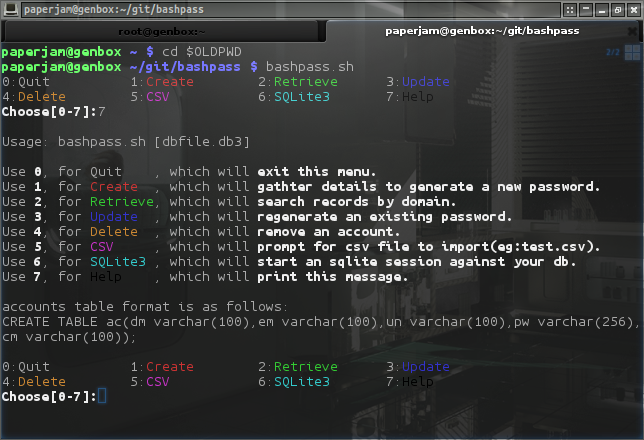 paperjam@genbox:~/git/bashpass
root@genbox:~
paperjam@genbox:~/git/bashpass
paperjam@genbox ~ $ cd $OLDPWD
2/2
paperjam@genbox ~/git/bashpass $ bashpass.sh
0:Quit 1:Create 2:Retrieve 3:Update
4:Delete 5:CSV 6:SQLite3 7:Help
Choose[0-7]:7
Usage: bashpass.sh [dbfile.db3]
Use 0, for Quit , which will exit this menu.
Use 1, for Create , which will gathter details to generate a new password.
Use 2, for Retrieve, which will search records by domain.
Use 3, for Update , which will regenerate an existing password.
Use 4, for Delete , which will remove an account.
Use 5, for CSV , which will prompt for csv file to import(eg:test.csv).
Use 6, for SQLite3 , which will start an sqlite session against your db.
Use 7, for Help , which will print this message.
accounts table format is as follows:
CREATE TABLE ac(dm varchar(100),em varchar(100),un varchar(100),pw varchar(256),
cm varchar(100));
0:Quit 1:Create 2:Retrieve 3:Update
4:Delete 5:CSV 6:SQLite3 7:Help
Choose[0-7]: